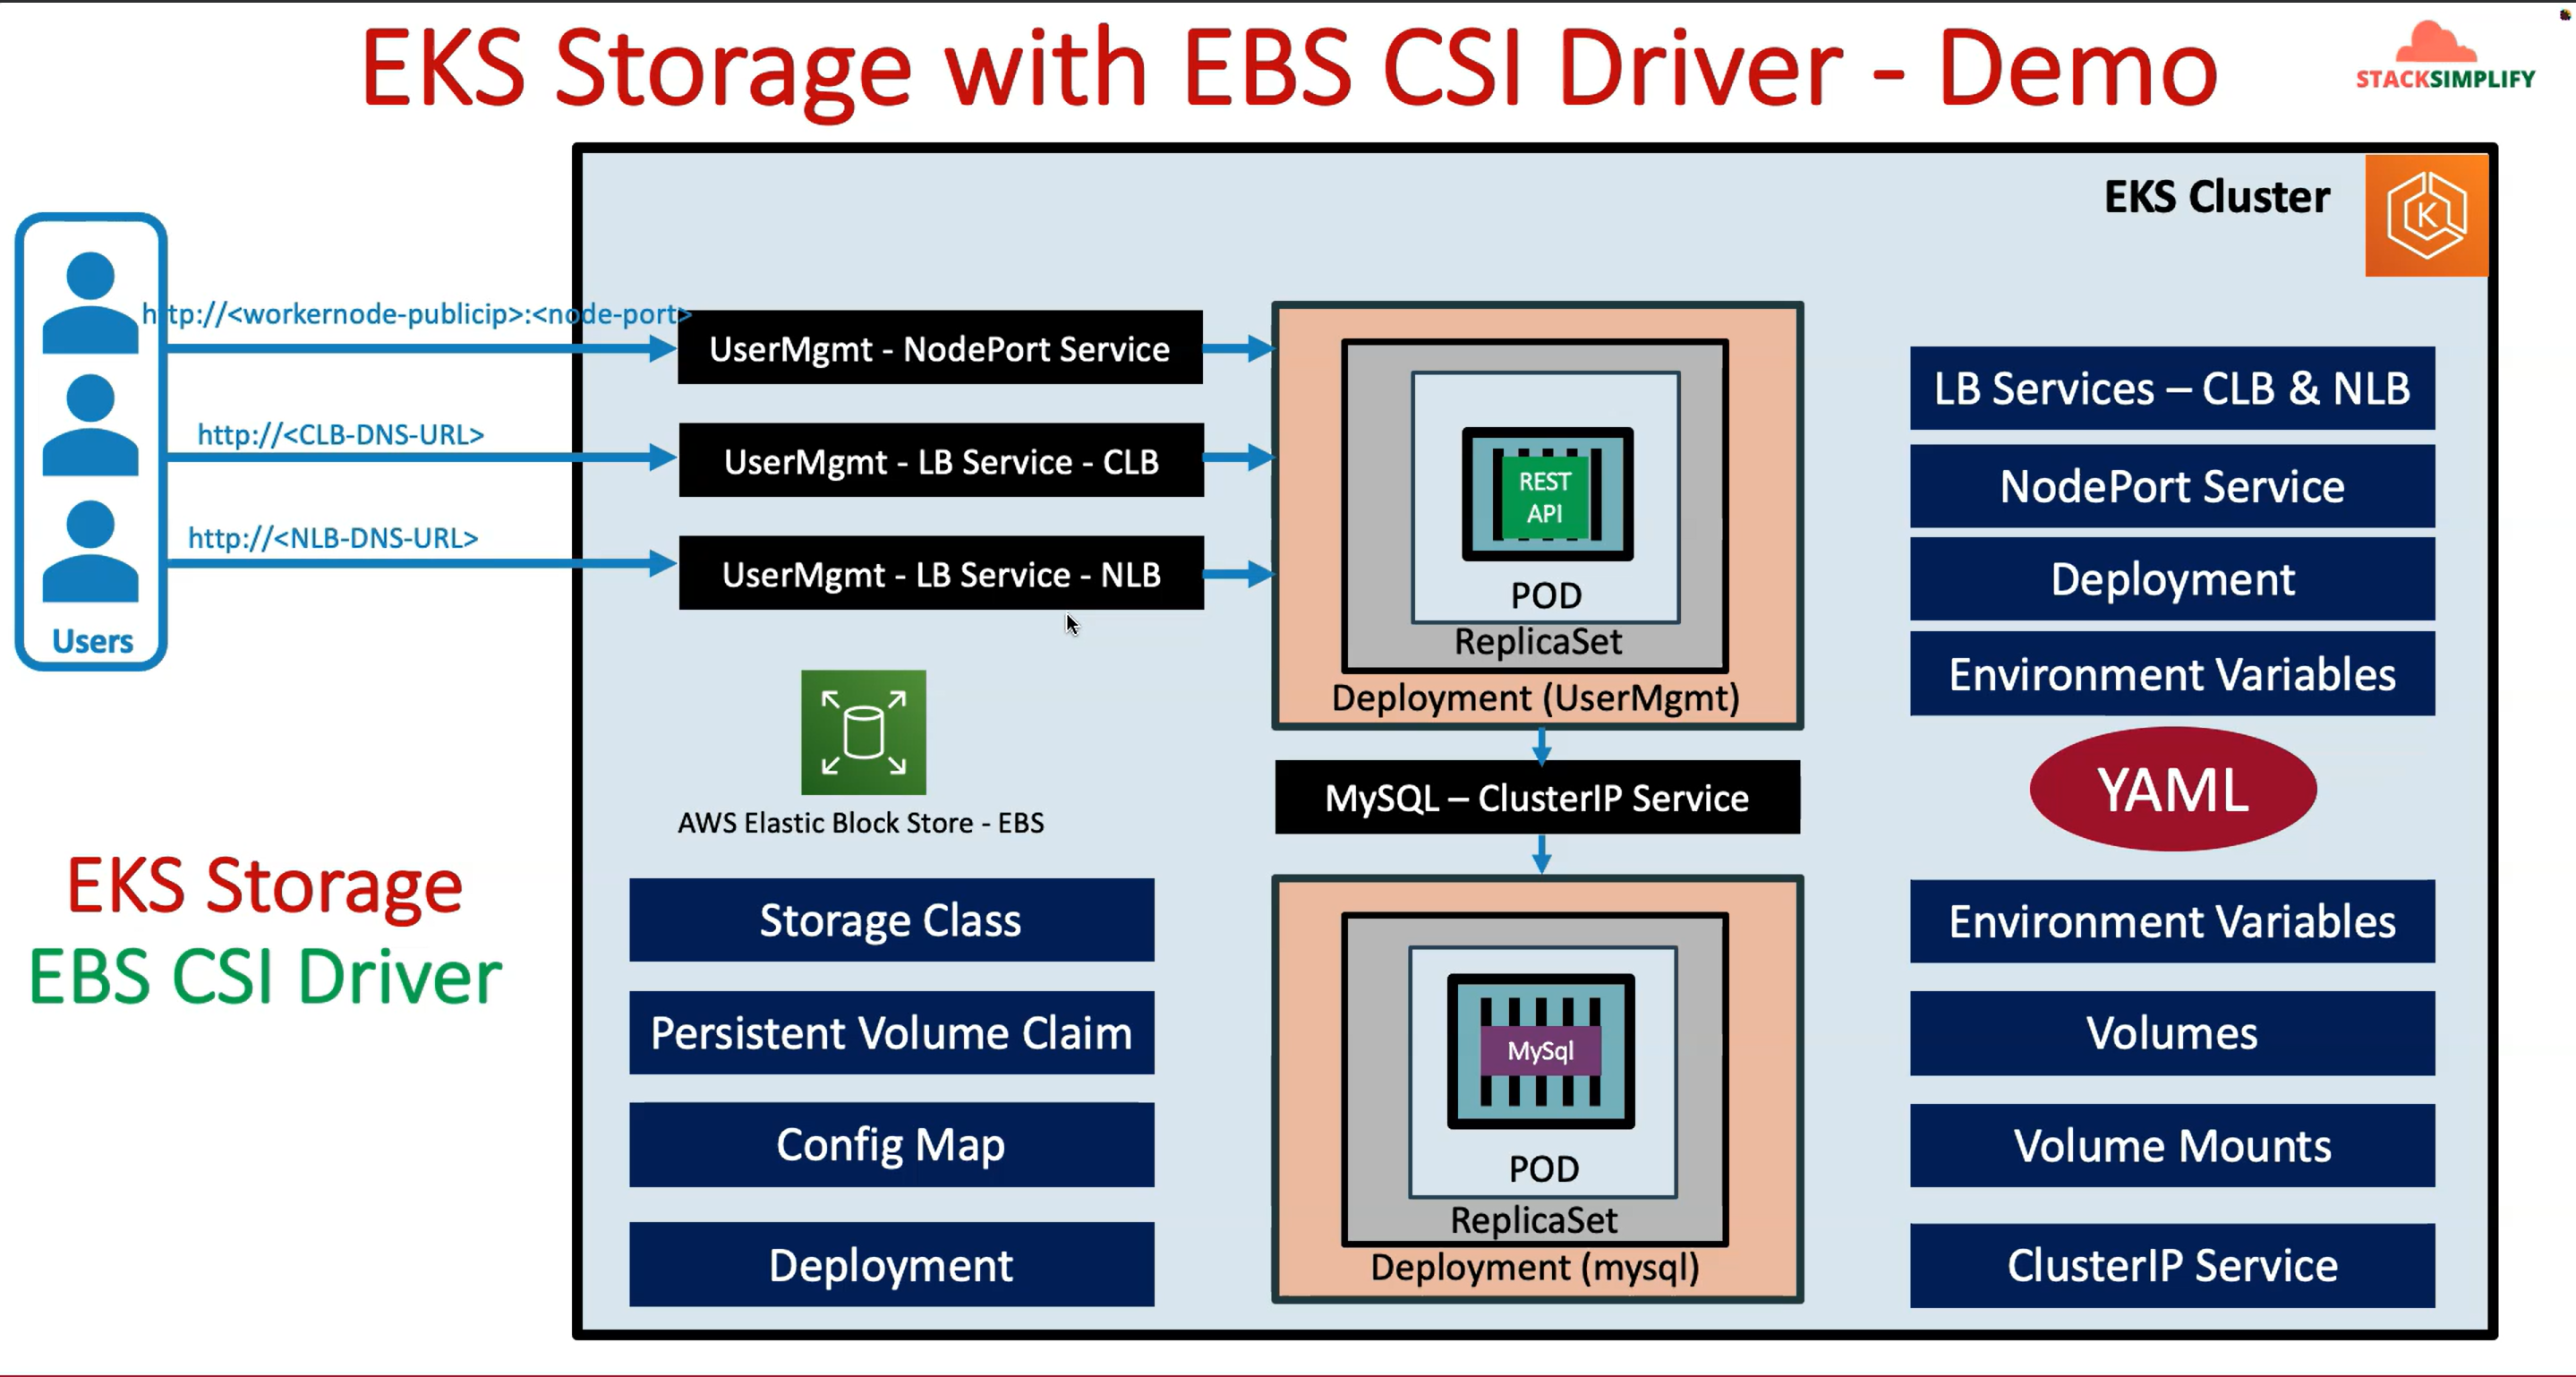 EKS Storage with EBS CSI Driver - Demo
STACKSIMPLIFY
EKS Cluster
K
http://<workernode-publicip>:<node-port>
UserMgmt - NodePort Service
http://<CLB-DNS-URL>
UserMgmt - LB Service - CLB
http://<NLB-DNS-URL>
UserMgmt - LB Service - NLB
Users
REST
API
POD
ReplicaSet
Deployment (UserMgmt)
LB Services – CLB & NLB
NodePort Service
Deployment
Environment Variables
AWS Elastic Block Store - EBS
MySQL – ClusterIP Service
YAML
EKS Storage
EBS CSI Driver
Storage Class
Persistent Volume Claim
Config Map
Deployment
MySql
POD
ReplicaSet
Deployment (mysql)
Environment Variables
Volumes
Volume Mounts
ClusterIP Service